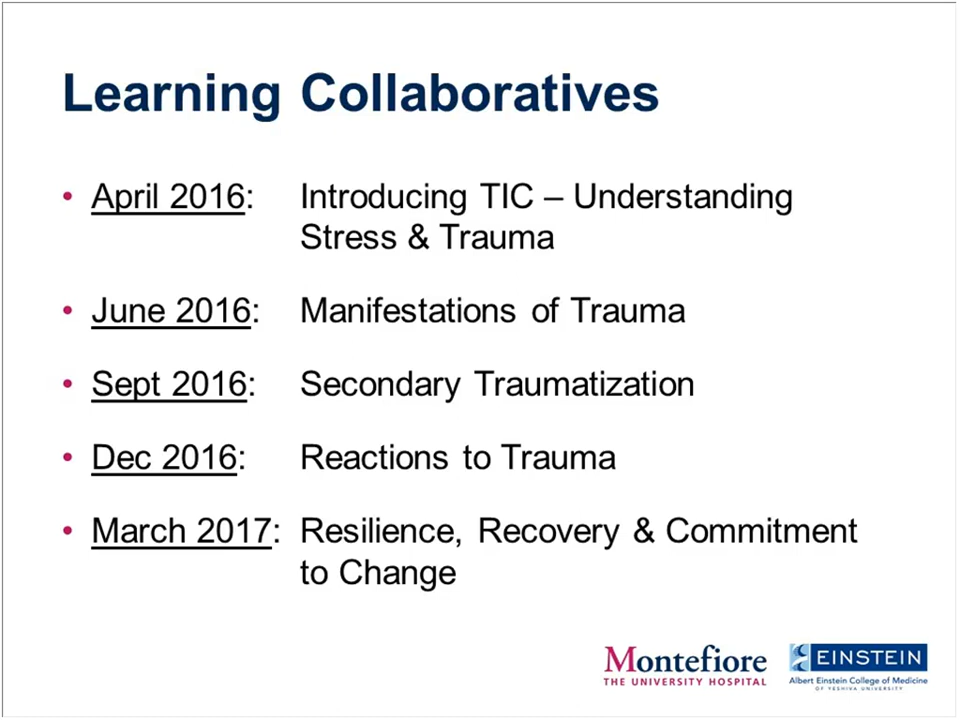 Learning Collaboratives
• April 2016: Introducing TIC – Understanding
Stress & Trauma
• June 2016: Manifestations of Trauma
• Sept 2016: Secondary Traumatization
• Dec 2016: Reactions to Trauma
• March 2017: Resilience, Recovery & Commitment
to Change
Montefiore
THE UNIVERSITY HOSPITAL
EINSTEIN
Albert Einstein College of Medicine
OF YESHIVA UNIVERSITY